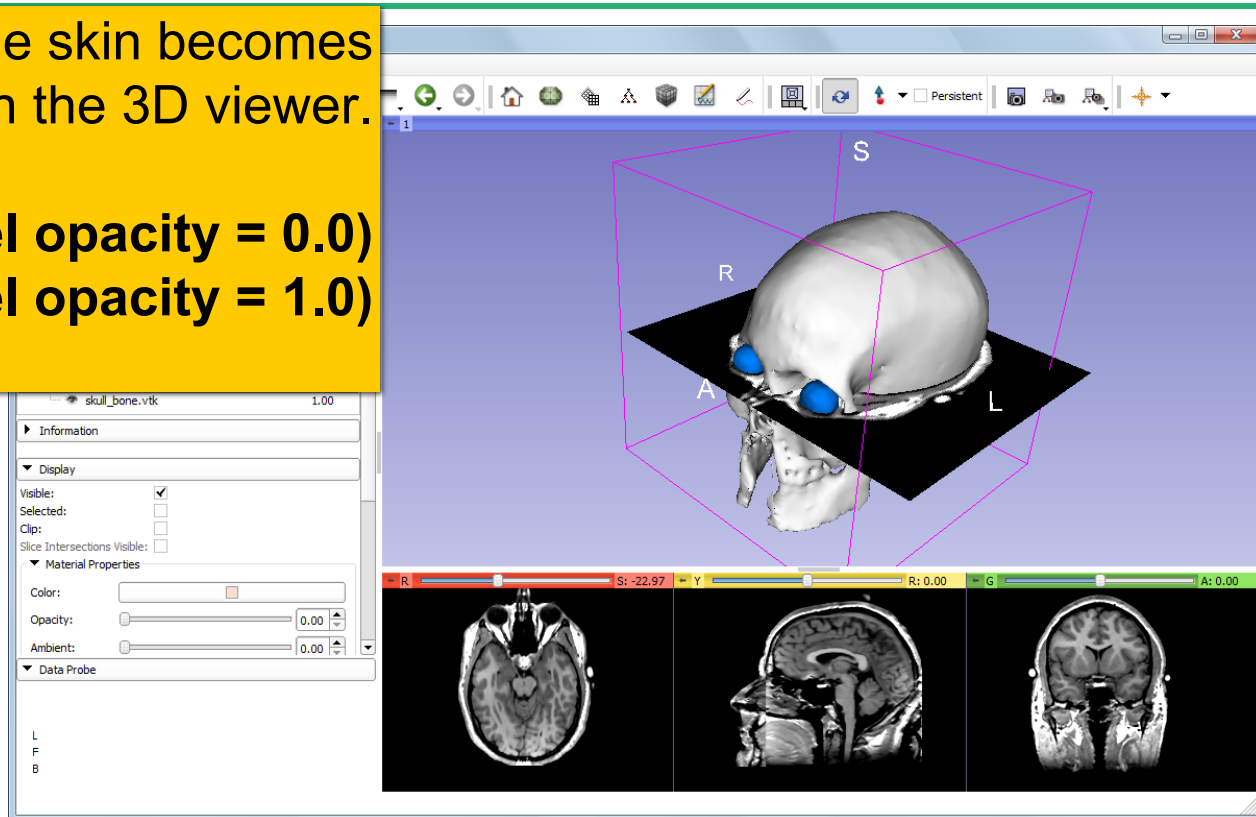 e skin becomes
n the 3D viewer.
el opacity = 0.0)
el opacity = 1.0)
Persistent
1
S
R
A
L
skull_bone.vtk 1.00
Information
Display
Visible:
Selected:
Clip:
Slice Intersections Visible:
Material Properties
Color:
Opacity: 0.00
Ambient: 0.00
Data Probe
L
F
B
R S: -22.97
Y R: 0.00
G A: 0.00